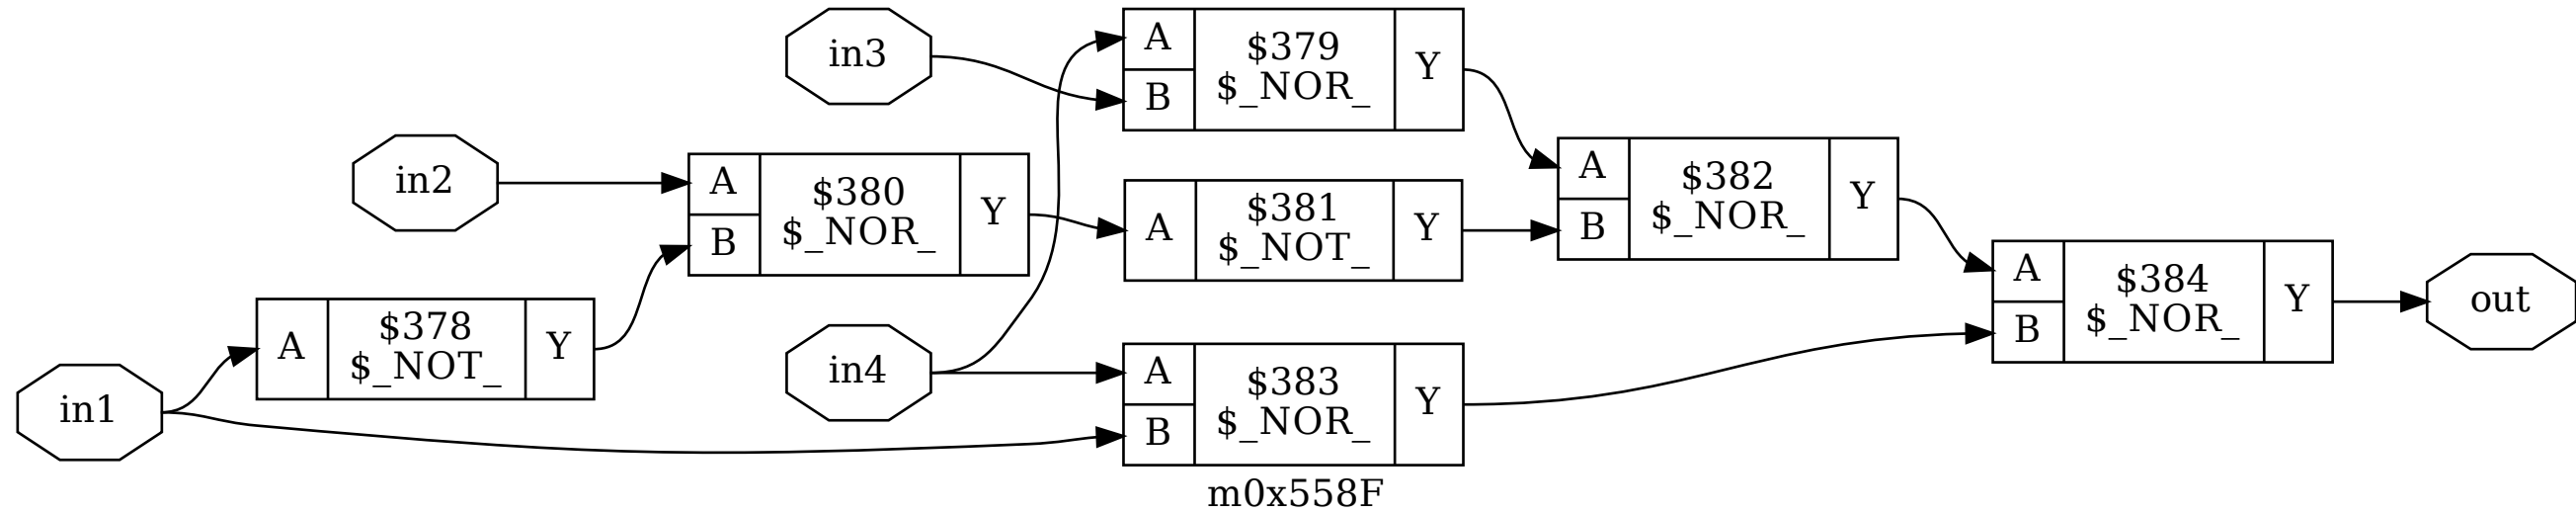 in3
A
B
$379
$_NOR_
Y
in2
A
B
$380
$_NOR_
Y
A
$381
$_NOT_
Y
A
B
$382
$_NOR_
Y
in1
A
$378
$_NOT_
Y
in4
A
B
$383
$_NOR_
Y
A
B
$384
$_NOR_
Y
out
m0x558F